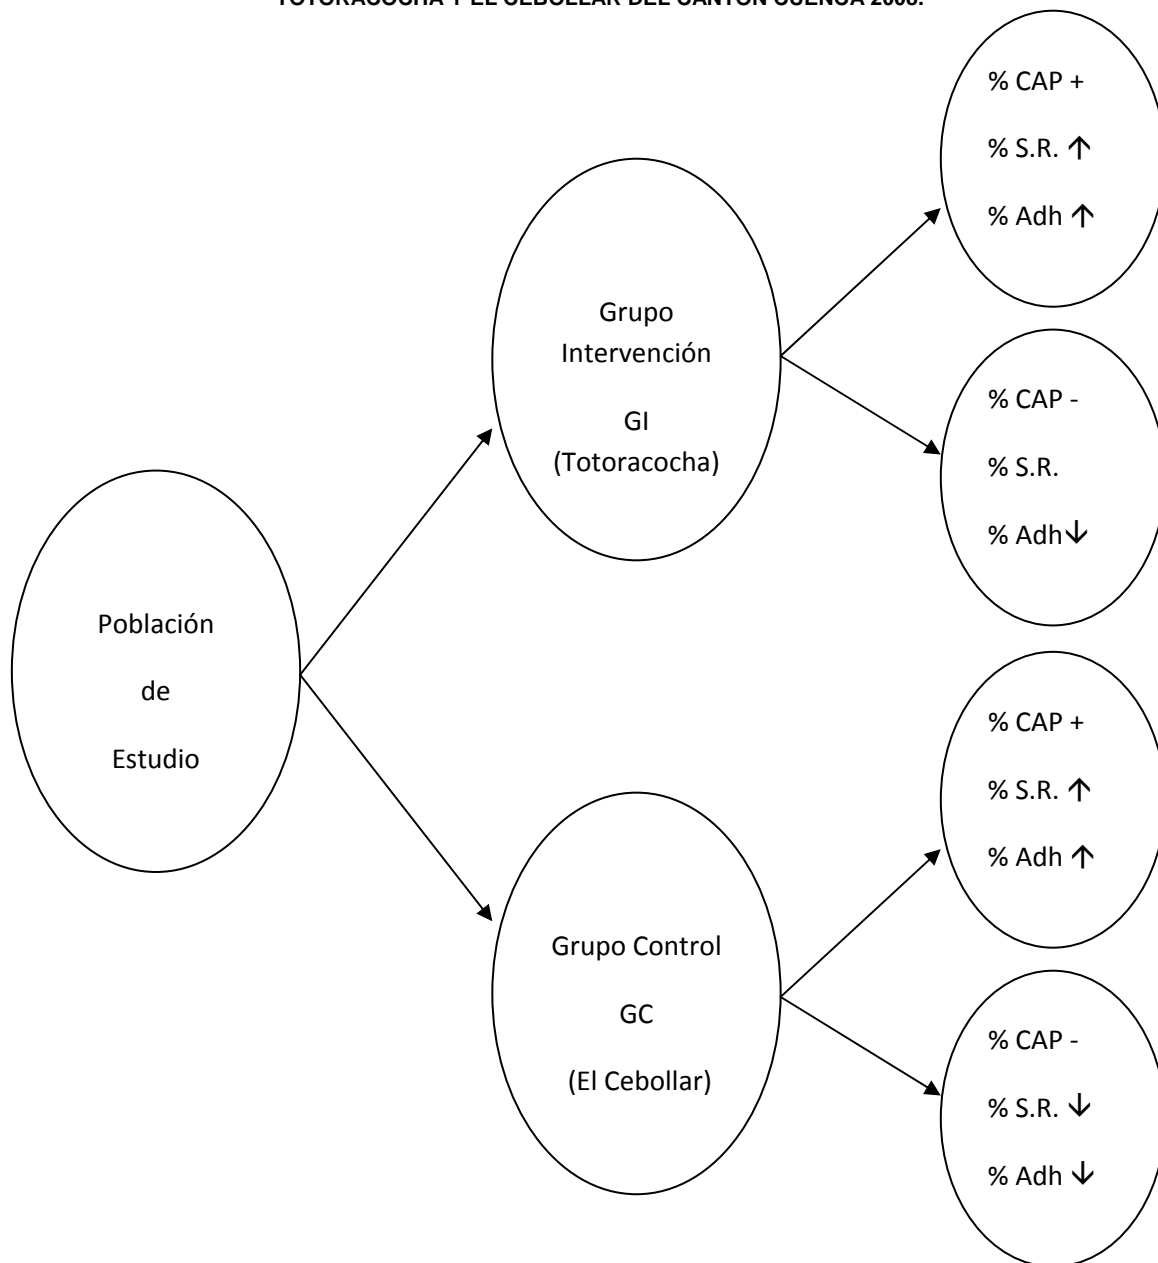 TOTORACOCHA Y EL CEBOLLAR DEL CANTÓN CUENCA 2008.
% CAP +
% S.R. ↑
% Adh ↑
Grupo
Intervención
GI
(Totoracocha)
% CAP -
% S.R.
% Adh↓
Población
de
Estudio
% CAP +
% S.R. ↑
% Adh ↑
Grupo Control
GC
(El Cebollar)
% CAP -
% S.R. ↓
% Adh ↓